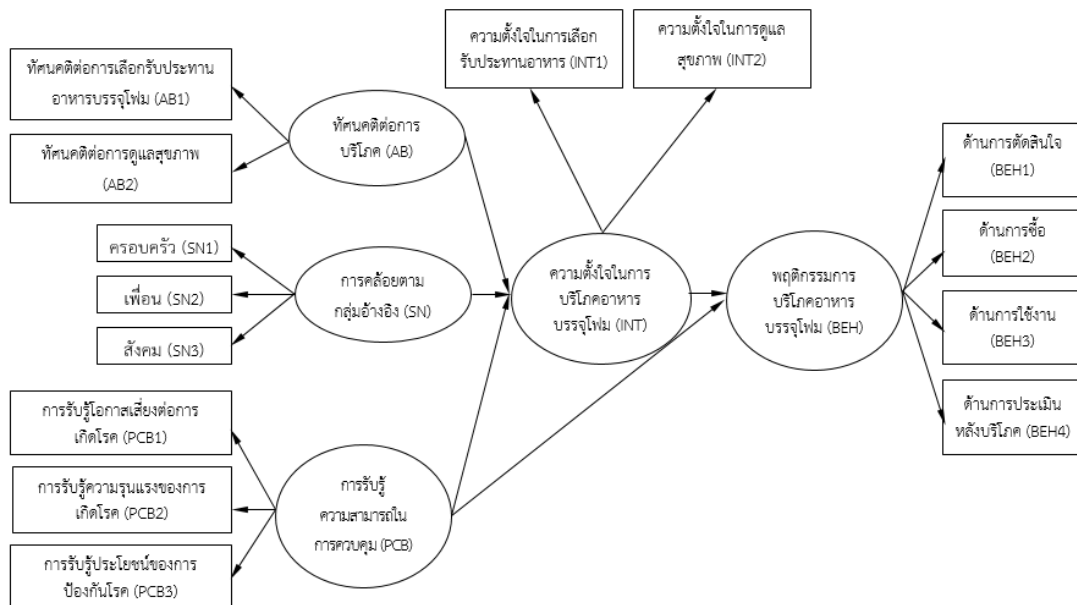 ความตั้งใจในการเลือก
รับประทานอาหาร (INT1)
ความตั้งใจในการดูแล
สุขภาพ (INT2)
ทัศนคติต่อการเลือกรับประทาน
อาหารบรรจุโฟม (AB1)
ทัศนคติต่อการดูแลสุขภาพ
(AB2)
ทัศนคติต่อการ
บริโภค (AB)
ครอบครัว (SN1)
เพื่อน (SN2)
สังคม (SN3)
การคล้อยตาม
กลุ่มอ้างอิง (SN)
การรับรู้โอกาสเสี่ยงต่อการ
เกิดโรค (PCB1)
การรับรู้ความรุนแรงของการ
เกิดโรค (PCB2)
การรับรู้ประโยชน์ของการ
ป้องกันโรค (PCB3)
การรับรู้
ความสามารถใน
การควบคุม (PCB)
ความตั้งใจในการ
บริโภคอาหาร
บรรจุโฟม (INT)
พฤติกรรมการ
บริโภคอาหาร
บรรจุโฟม (BEH)
ด้านการตัดสินใจ
(BEH1)
ด้านการซื้อ
(BEH2)
ด้านการใช้งาน
(BEH3)
ด้านการประเมิน
หลังบริโภค (BEH4)